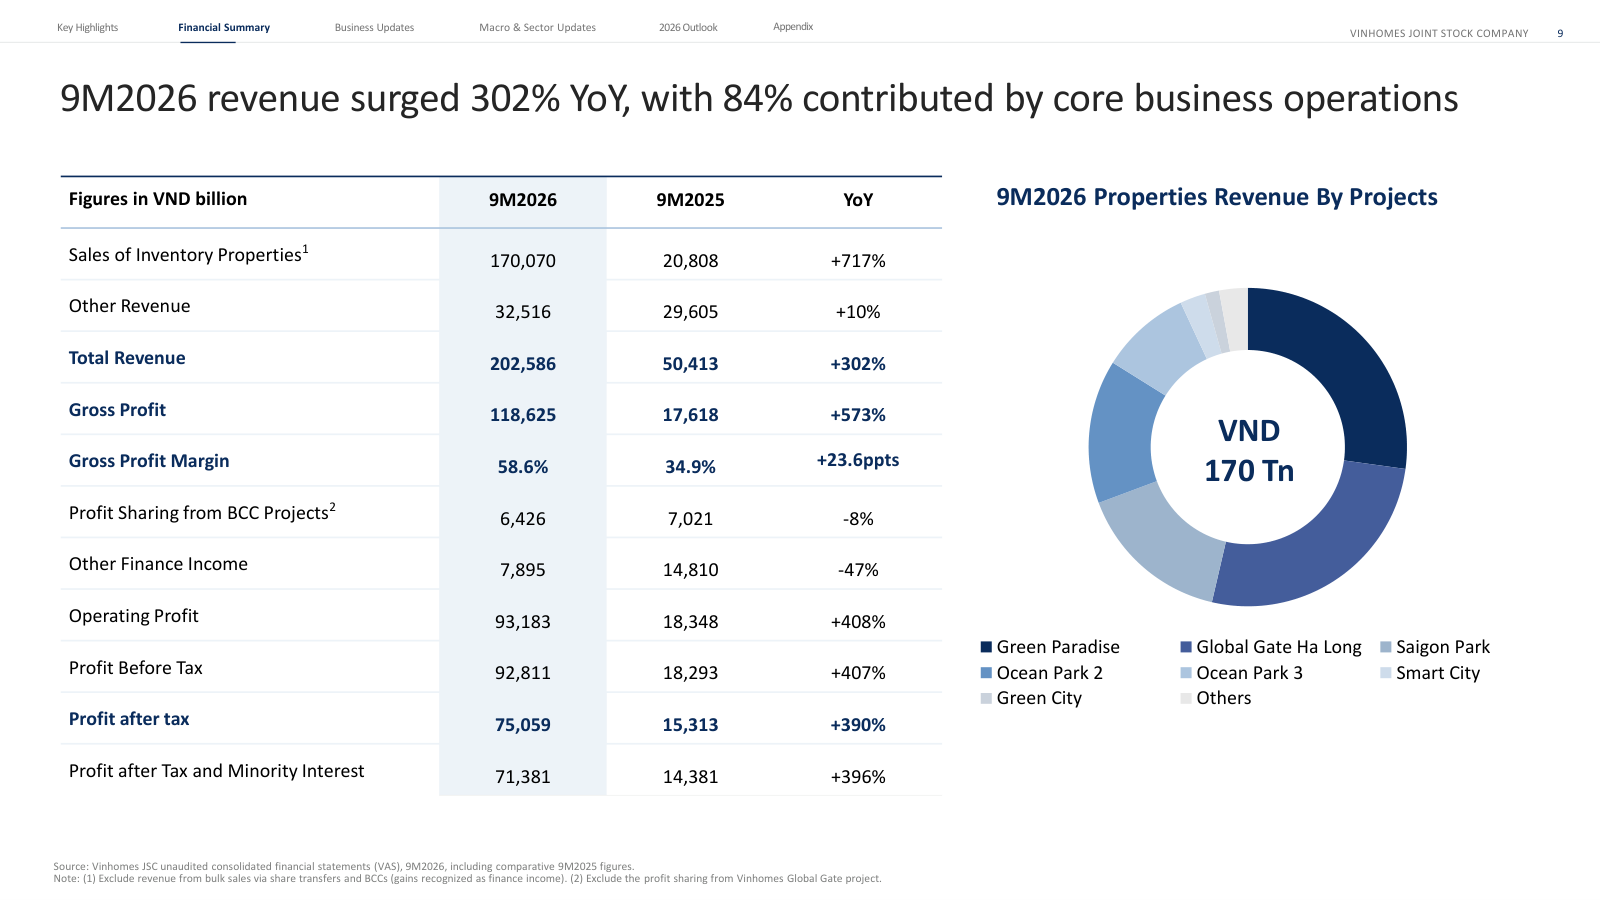 Key Highlights Financial Summary Business Updates Macro & Sector Updates 2026 Outlook Appendix VINHOMES JOINT STOCK COMPANY 9
9M2026 revenue surged 302% YoY, with 84% contributed by core business operations
Figures in VND billion 9M2026 9M2025 YoY
Sales of Inventory Properties1 170,070 20,808 +717%
Other Revenue 32,516 29,605 +10%
Total Revenue 202,586 50,413 +302%
Gross Profit 118,625 17,618 +573%
Gross Profit Margin 58.6% 34.9% +23.6ppts
Profit Sharing from BCC Projects2 6,426 7,021 -8%
Other Finance Income 7,895 14,810 -47%
Operating Profit 93,183 18,348 +408%
Profit Before Tax 92,811 18,293 +407%
Profit after tax 75,059 15,313 +390%
Profit after Tax and Minority Interest 71,381 14,381 +396%
9M2026 Properties Revenue By Projects
VND
170 Tn
Green Paradise Global Gate Ha Long Saigon Park
Ocean Park 2 Ocean Park 3 Smart City
Green City Others
Source: Vinhomes JSC unaudited consolidated financial statements (VAS), 9M2026, including comparative 9M2025 figures.
Note: (1) Exclude revenue from bulk sales via share transfers and BCCs (gains recognized as finance income). (2) Exclude the profit sharing from Vinhomes Global Gate project.